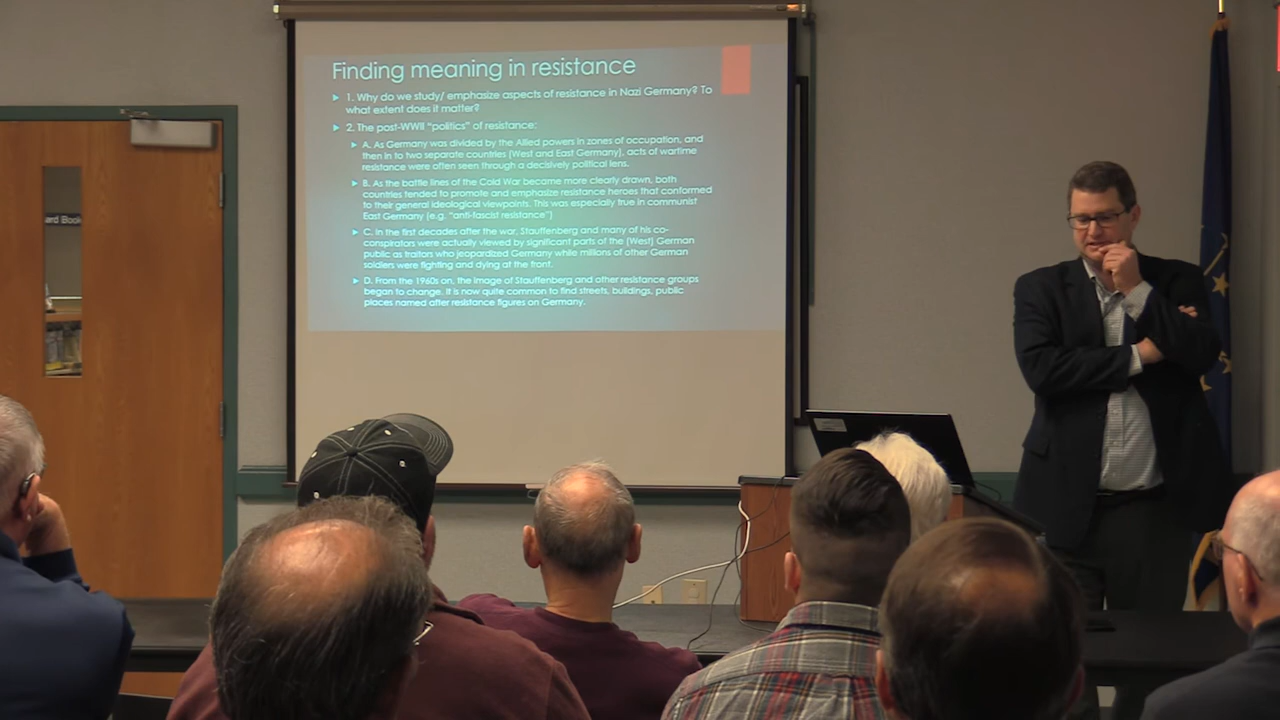 Finding meaning in resistance
1. Why do we study/ emphasize aspects of resistance in Nazi Germany? To
what extent does it matter?
2. The post-WWII "politics" of resistance:
A. As Germany was divided by the Allied powers in zones of occupation, and
then in to two separate countries (West and East Germany), acts of wartime
resistance were often seen through a decisively political lens.
B. As the battle lines of the Cold War became more clearly drawn, both
countries tended to promote and emphasize resistance heroes that conformed
to their general ideological viewpoints. This was especially true in communist
East Germany (e.g. "anti-fascist resistance")
C. In the first decades after the war, Stauffenberg and many of his co-
conspirators were actually viewed by significant parts of the (West) German
public as traitors who jeopardized Germany while millions of other German
soldiers were fighting and dying at the front.
D. From the 1960s on, the image of Stauffenberg and other resistance groups
began to change. It is now quite common to find streets, buildings, public
places named after resistance figures on Germany.
ard Book